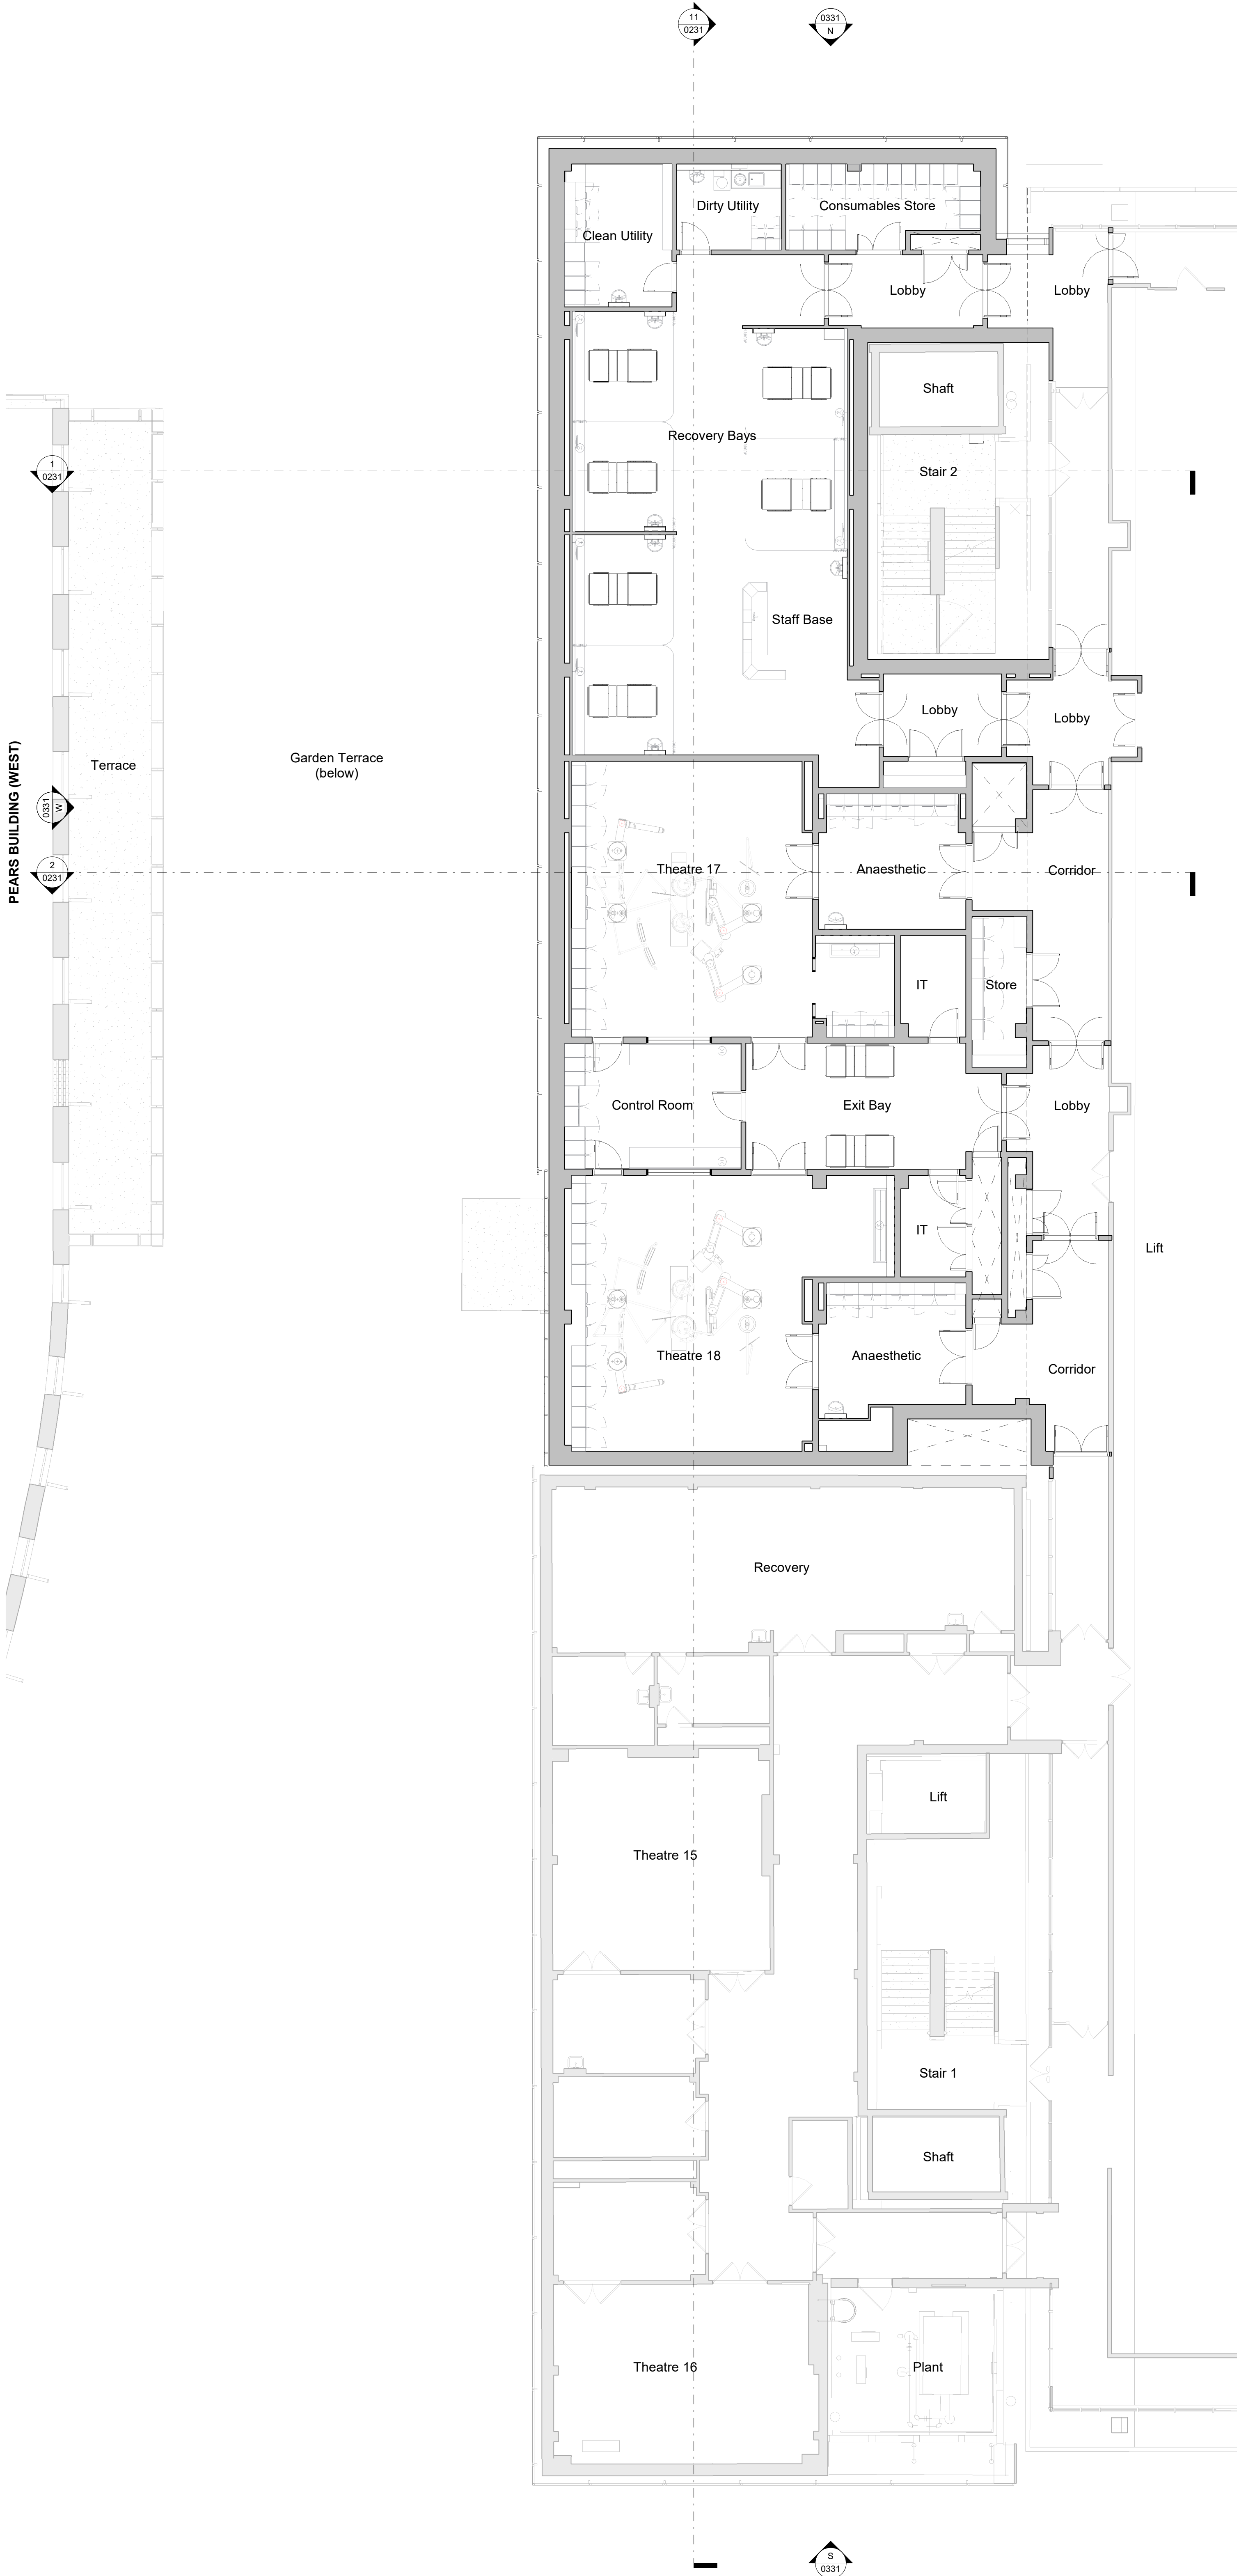 11
0231
0331
N
Dirty Utility
Consumables Store
Clean Utility
Lobby
Lobby
Shaft
Recovery Bays
1
0231
Stair 2
Staff Base
Lobby
Lobby
PEARS BUILDING (WEST)
Terrace
Garden Terrace
(below)
0331
W
2
0231
Theatre 17
Anaesthetic
Corridor
IT
Store
Control Room
Exit Bay
Lobby
IT
Lift
Theatre 18
Anaesthetic
Corridor
Recovery
Lift
Theatre 15
Stair 1
Shaft
Theatre 16
Plant
S
0331